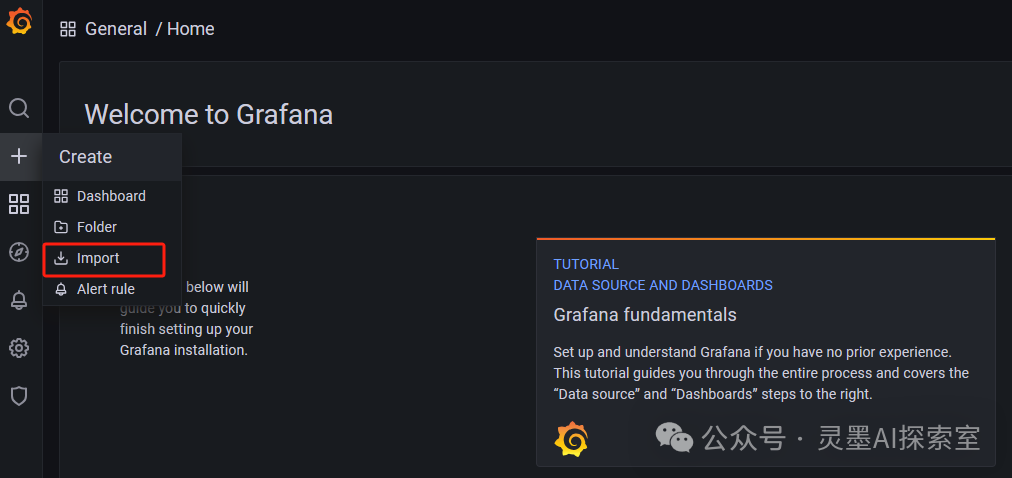 General / Home
Welcome to Grafana
Create
Dashboard
Folder
Import
Alert rule
below will
guide you to quickly
finish setting up your
Grafana installation.
TUTORIAL
DATA SOURCE AND DASHBOARDS
Grafana fundamentals
Set up and understand Grafana if you have no prior experience.
This tutorial guides you through the entire process and covers the
“Data source” and “Dashboards” steps to the right.
公众号 · 灵墨AI探索室